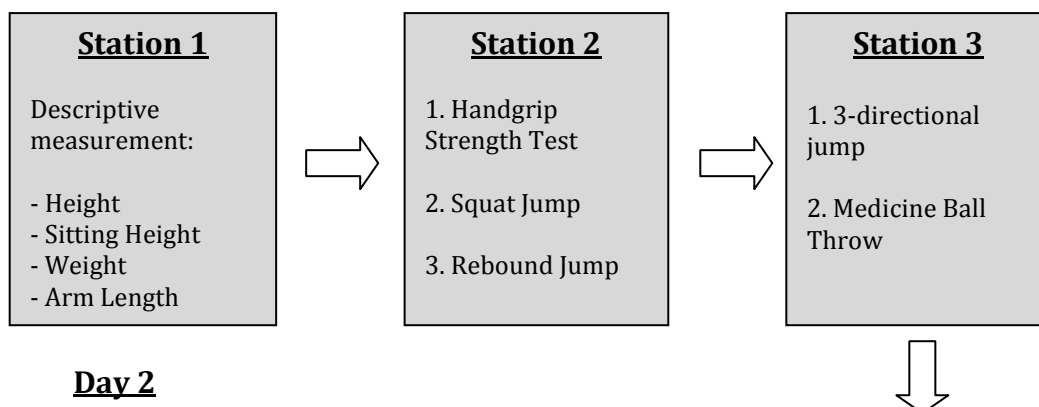 Station 1
Descriptive
measurement:
- Height
- Sitting Height
- Weight
- Arm Length
Station 2
1. Handgrip
Strength Test
2. Squat Jump
3. Rebound Jump
Station 3
1. 3-directional
jump
2. Medicine Ball
Throw
Day 2